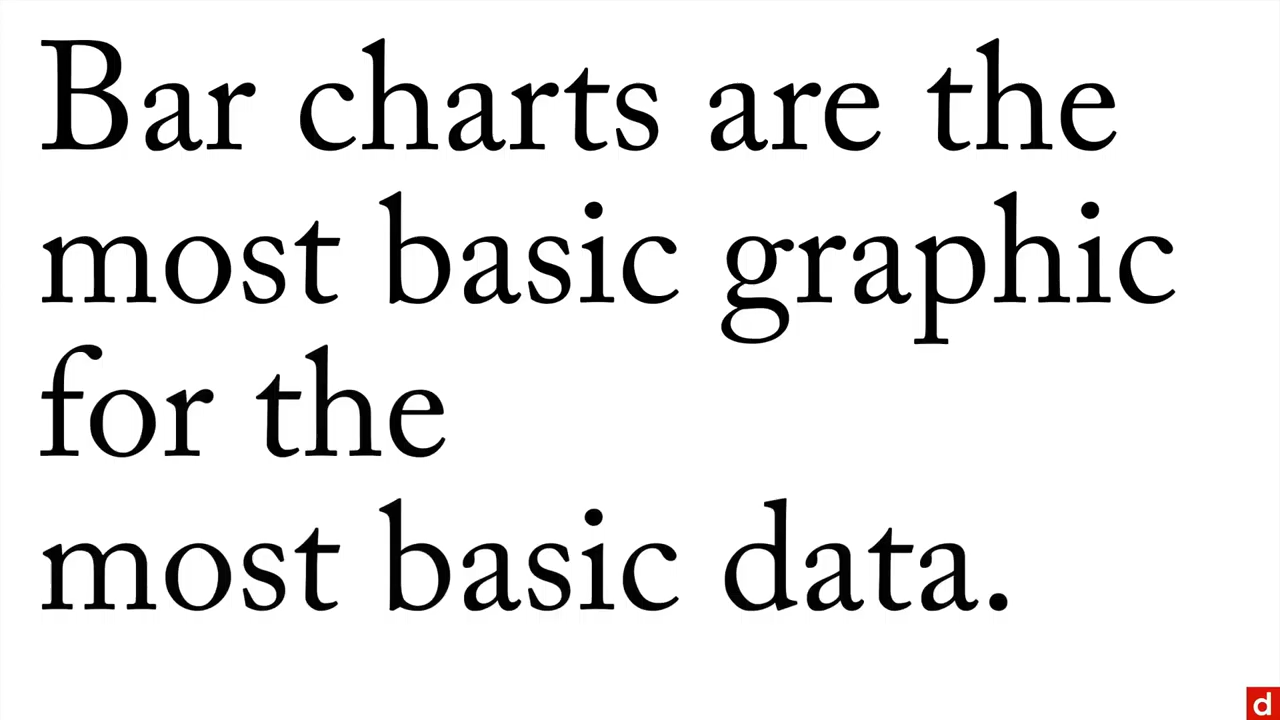 Bar charts are the
most basic graphic
for the
most basic data.
d